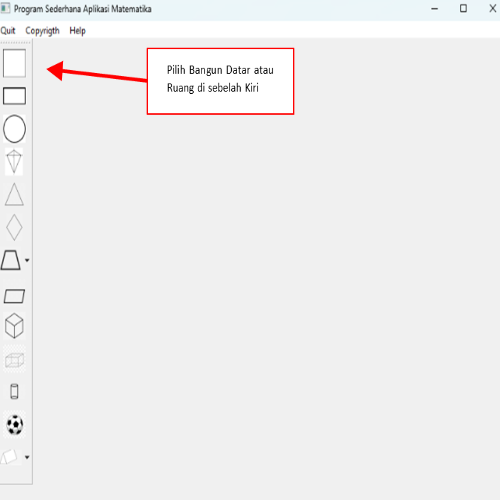 Program Sederhana Aplikasi Matematika
Quit Copyrigth Help
Pilih Bangun Datar atau
Ruang di sebelah Kiri